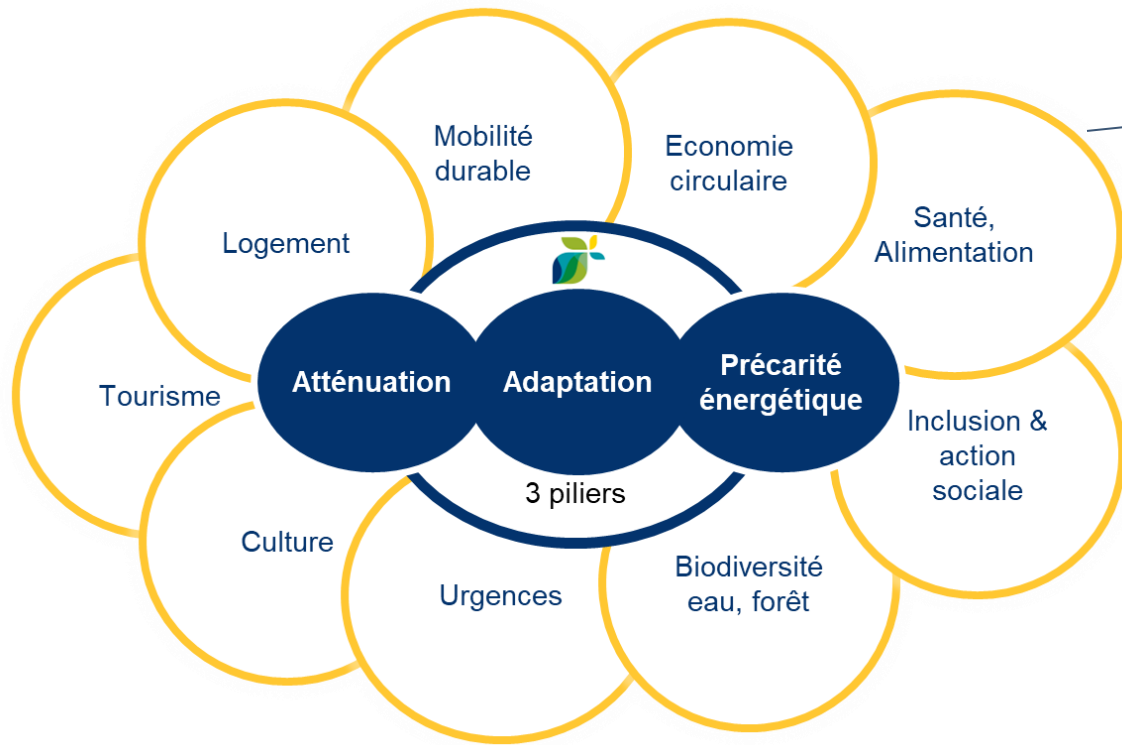 Mobilité
durable
Economie
circulaire
Santé,
Alimentation
Logement
Tourisme
Atténuation
Adaptation
Précarité
énergétique
3 piliers
Inclusion &
action
sociale
Culture
Urgences
Biodiversité
eau, forêt